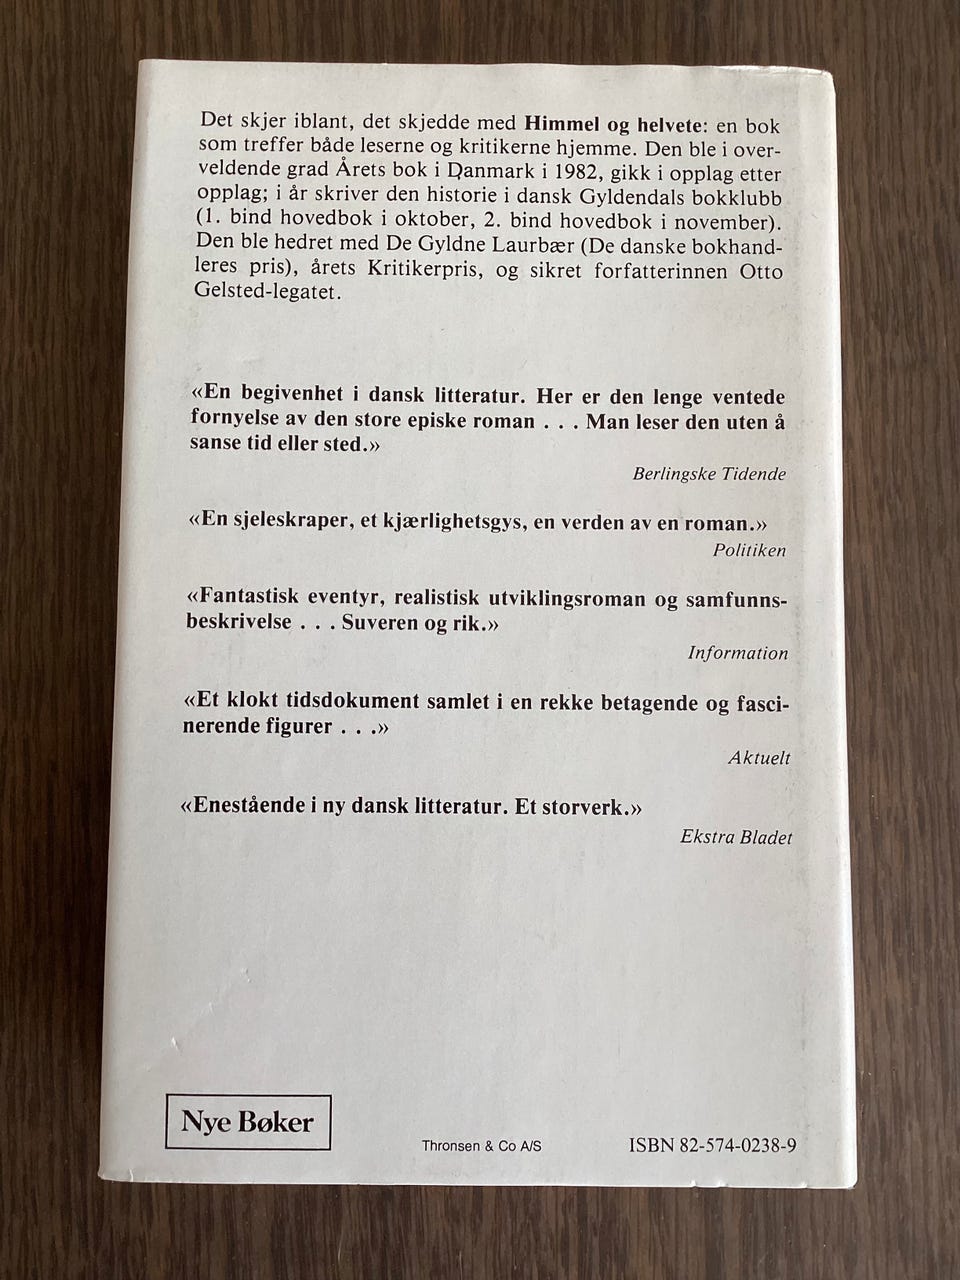 Det skjer iblant, det skjedde med Himmel og helvete: en bok
som treffer både leserne og kritikerne hjemme. Den ble i over-
veldende grad Årets bok i Danmark i 1982, gikk i opplag etter
opplag; i år skriver den historie i dansk Gyldendals bokklubb
(1. bind hovedbok i oktober, 2. bind hovedbok i november).
Den ble hedret med De Gyldne Laurbær (De danske bokhand-
leres pris), årets Kritikerpris, og sikret forfatterinnen Otto
Gelsted-legatet.
«En begivenhet i dansk litteratur. Her er den lenge ventede
fornyelse av den store episke roman . . . Man leser den uten å
sanse tid eller sted.»
Berlingske Tidende
«En sjeleskraper, et kjærlighetsgys, en verden av en roman.»
Politiken
«Fantastisk eventyr, realistisk utviklingsroman og samfunns-
beskrivelse . . . Suveren og rik.»
Information
«Et klokt tidsdokument samlet i en rekke betagende og fasci-
nerende figurer . . .»
Aktuelt
«Enestående i ny dansk litteratur. Et storverk.»
Ekstra Bladet
Nye Bøker
Thronsen & Co A/S
ISBN 82-574-0238-9